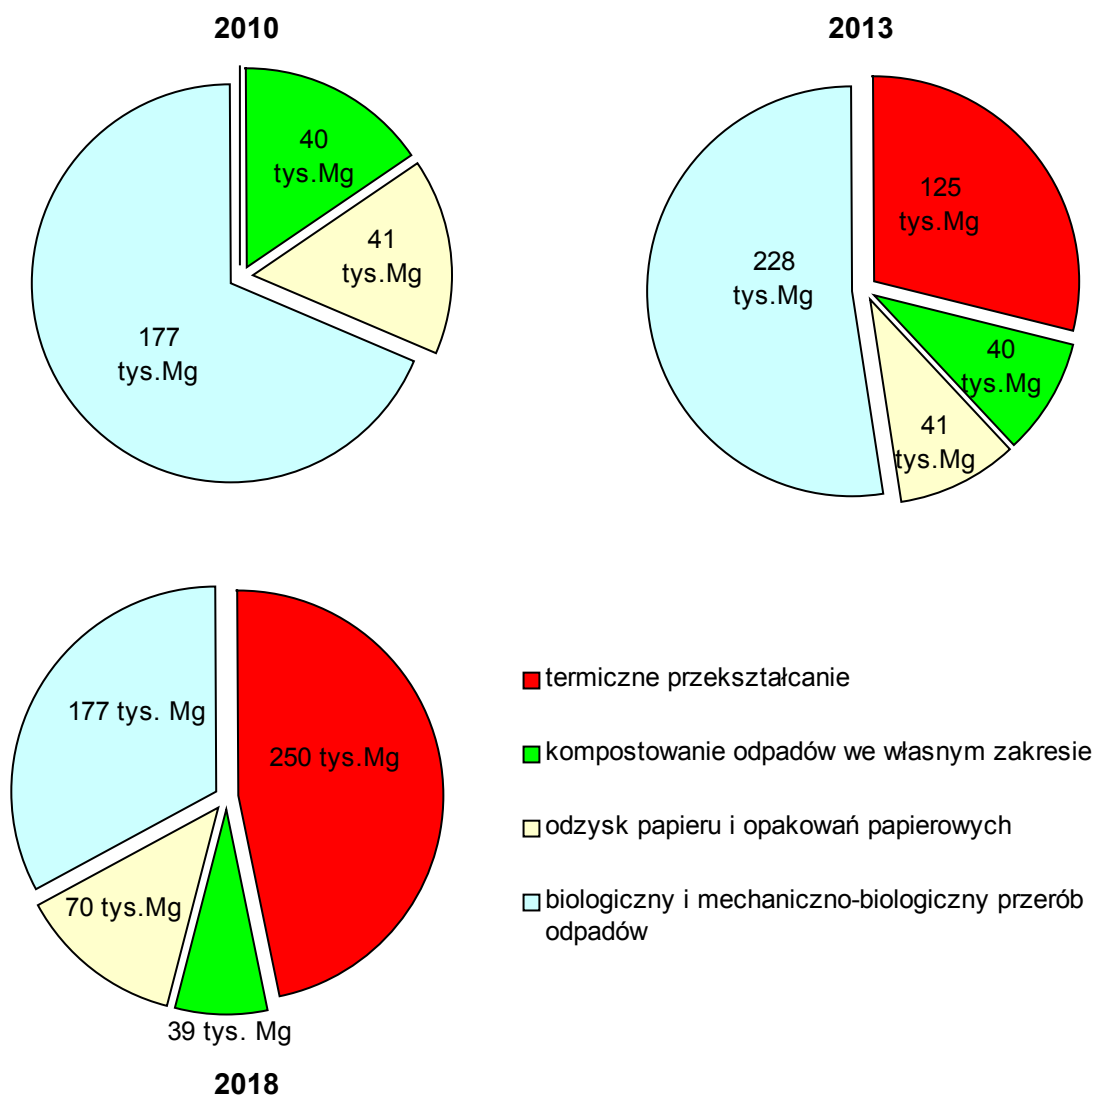 2010
40
tys.Mg
41
tys.Mg
177
tys.Mg
2013
125
tys.Mg
228
tys.Mg
40
tys.Mg
41
tys.Mg
177 tys. Mg
250 tys.Mg
70 tys.Mg
39 tys. Mg
2018
termiczne przekształcanie
kompostowanie odpadów we własnym zakresie
odzysk papieru i opakowań papierowych
biologiczny i mechaniczno-biologiczny przerób
odpadów